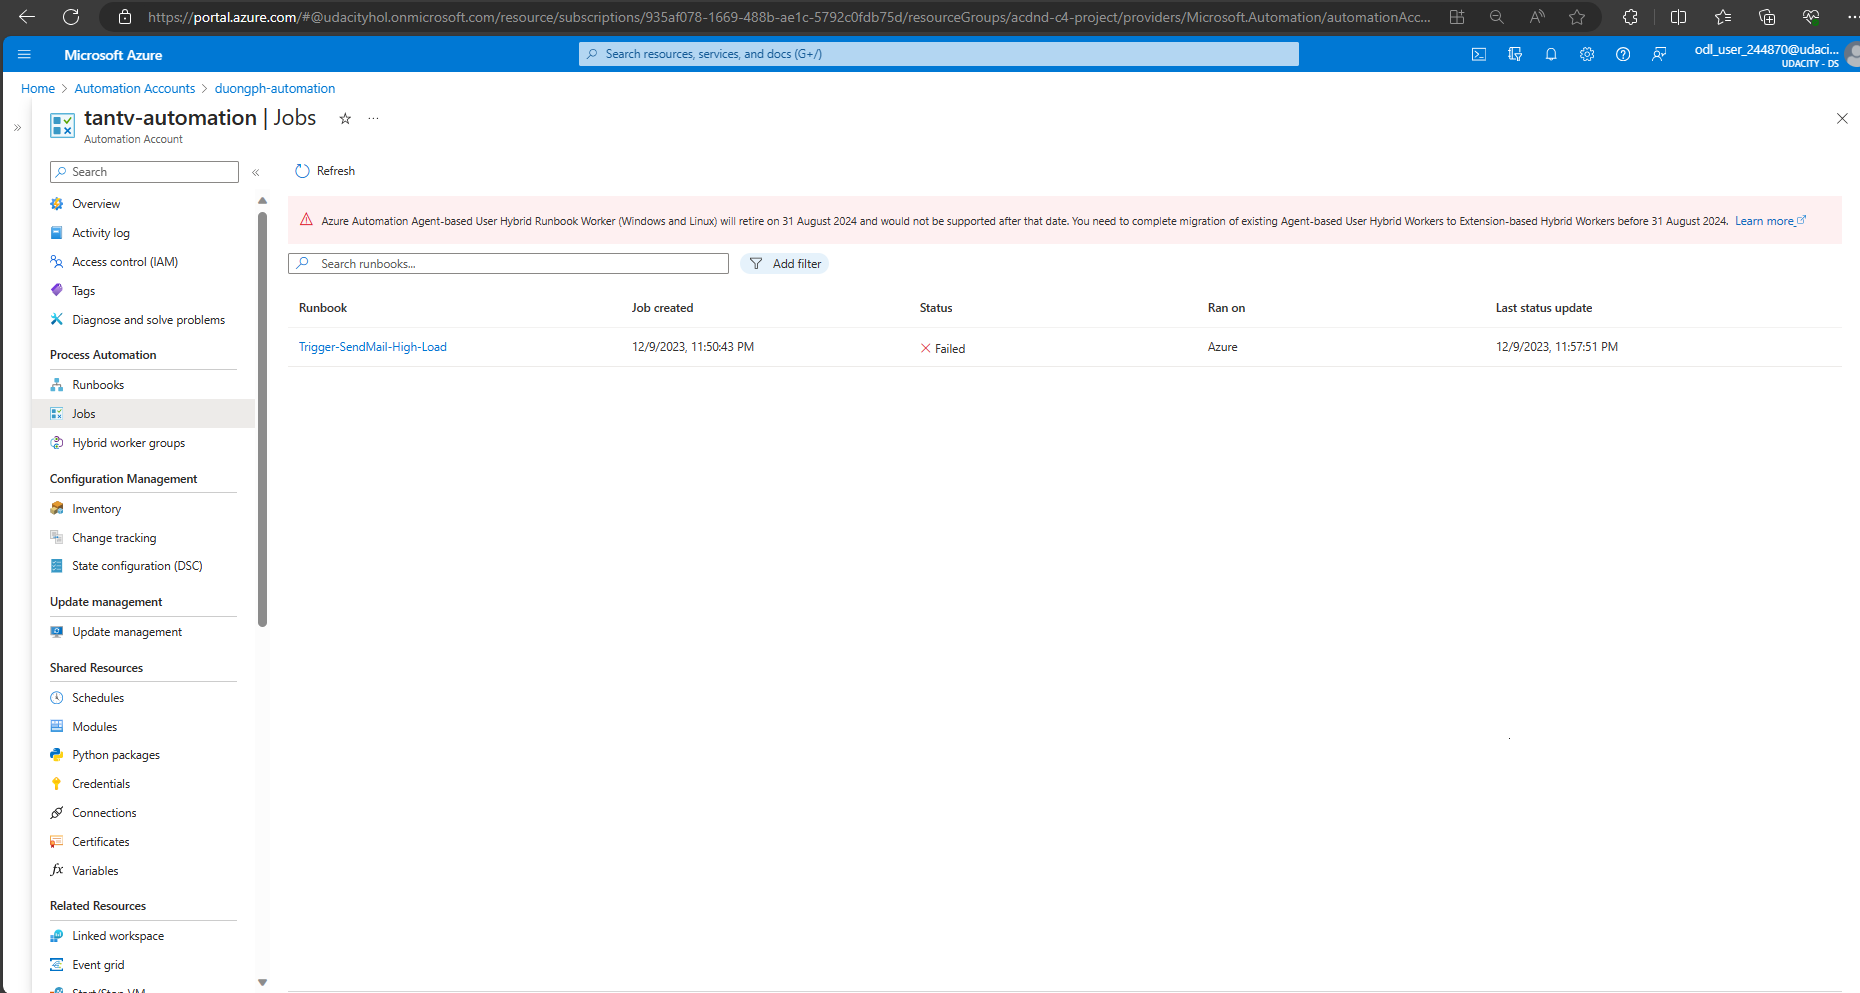 https://portal.azure.com/#@udacityhol.onmicrosoft.com/resource/subscriptions/935af078-1669-488b-ae1c-5792c0fdb75d/resourceGroups/acdnd-c4-project/providers/Microsoft.Automation/automationAcc...
Microsoft Azure
Search resources, services, and docs (G+/)
odl_user_244870@udaci...
UDACITY - DS
Home > Automation Accounts > duongph-automation
tantv-automation | Jobs
Automation Account
Search
Refresh
Overview
Activity log
Access control (IAM)
Tags
Diagnose and solve problems
Process Automation
Runbooks
Jobs
Hybrid worker groups
Configuration Management
Inventory
Change tracking
State configuration (DSC)
Update management
Update management
Shared Resources
Schedules
Modules
Python packages
Credentials
Connections
Certificates
Variables
Related Resources
Linked workspace
Event grid
Start/Stop VM
Azure Automation Agent-based User Hybrid Runbook Worker (Windows and Linux) will retire on 31 August 2024 and would not be supported after that date. You need to complete migration of existing Agent-based User Hybrid Workers to Extension-based Hybrid Workers before 31 August 2024. Learn more
Search runbooks...
Add filter
Runbook Job created Status Ran on Last status update
Trigger-SendMail-High-Load 12/9/2023, 11:50:43 PM Failed Azure 12/9/2023, 11:57:51 PM